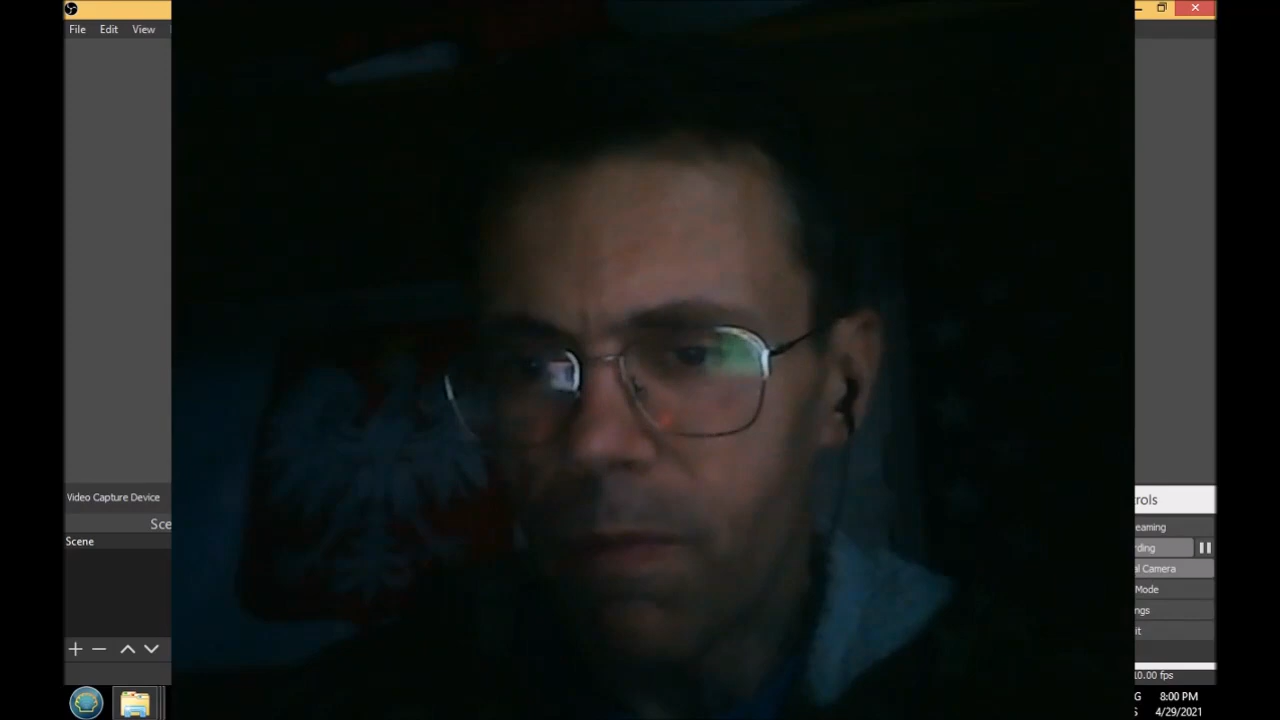 File Edit View
Video Capture Device
Sce
Scene
rols
eaming
rding
al Camera
Mode
ngs
it
10.00 fps
G 8:00 PM
S 4/29/2021